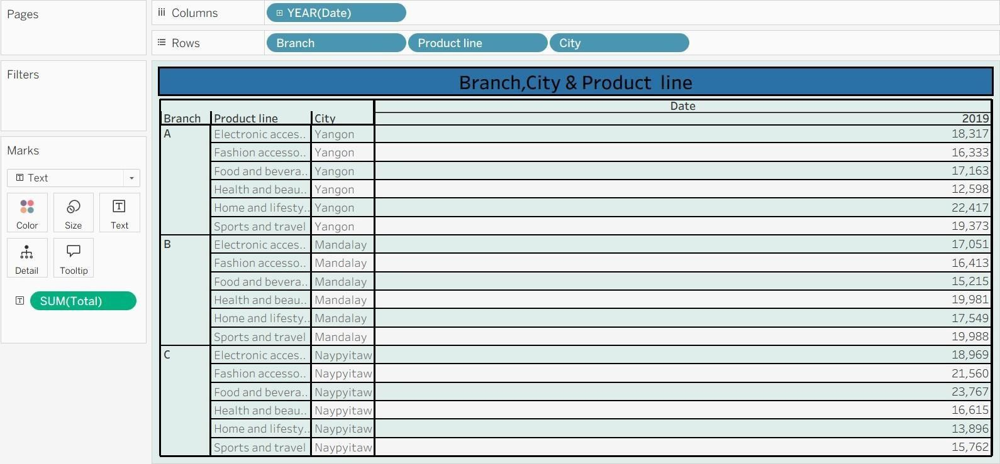 Pages
Columns YEAR(Date)
Rows Branch Product line City
Filters
Marks
Text
Color Size Text
Detail Tooltip
SUM(Total)
Branch,City & Product line
Date
Branch Product line City 2019
A Electronic acces.. Yangon 18,317
Fashion accesso.. Yangon 16,333
Food and bevera.. Yangon 17,163
Health and beau.. Yangon 12,598
Home and lifesty.. Yangon 22,417
Sports and travel Yangon 19,373
B Electronic acces.. Mandalay 17,051
Fashion accesso.. Mandalay 16,413
Food and bevera.. Mandalay 15,215
Health and beau.. Mandalay 19,981
Home and lifesty.. Mandalay 17,549
Sports and travel Mandalay 19,988
C Electronic acces.. Naypyitaw 18,969
Fashion accesso.. Naypyitaw 21,560
Food and bevera.. Naypyitaw 23,767
Health and beau.. Naypyitaw 16,615
Home and lifesty.. Naypyitaw 13,896
Sports and travel Naypyitaw 15,762